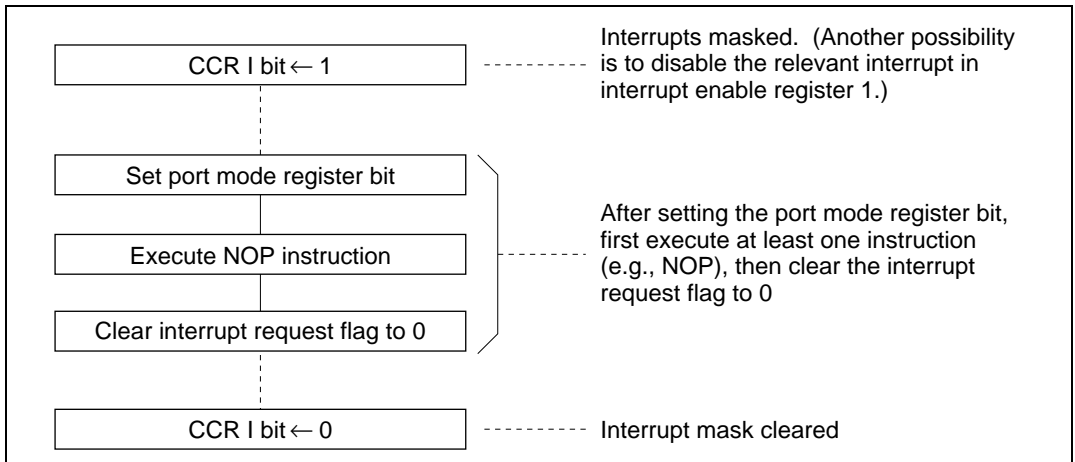 CCR I bit ← 1
Interrupts masked.  (Another possibility
is to disable the relevant interrupt in
interrupt enable register 1.)
Set port mode register bit
Execute NOP instruction
Clear interrupt request flag to 0
After setting the port mode register bit,
first execute at least one instruction
(e.g., NOP), then clear the interrupt
request flag to 0
CCR I bit ← 0
Interrupt mask cleared